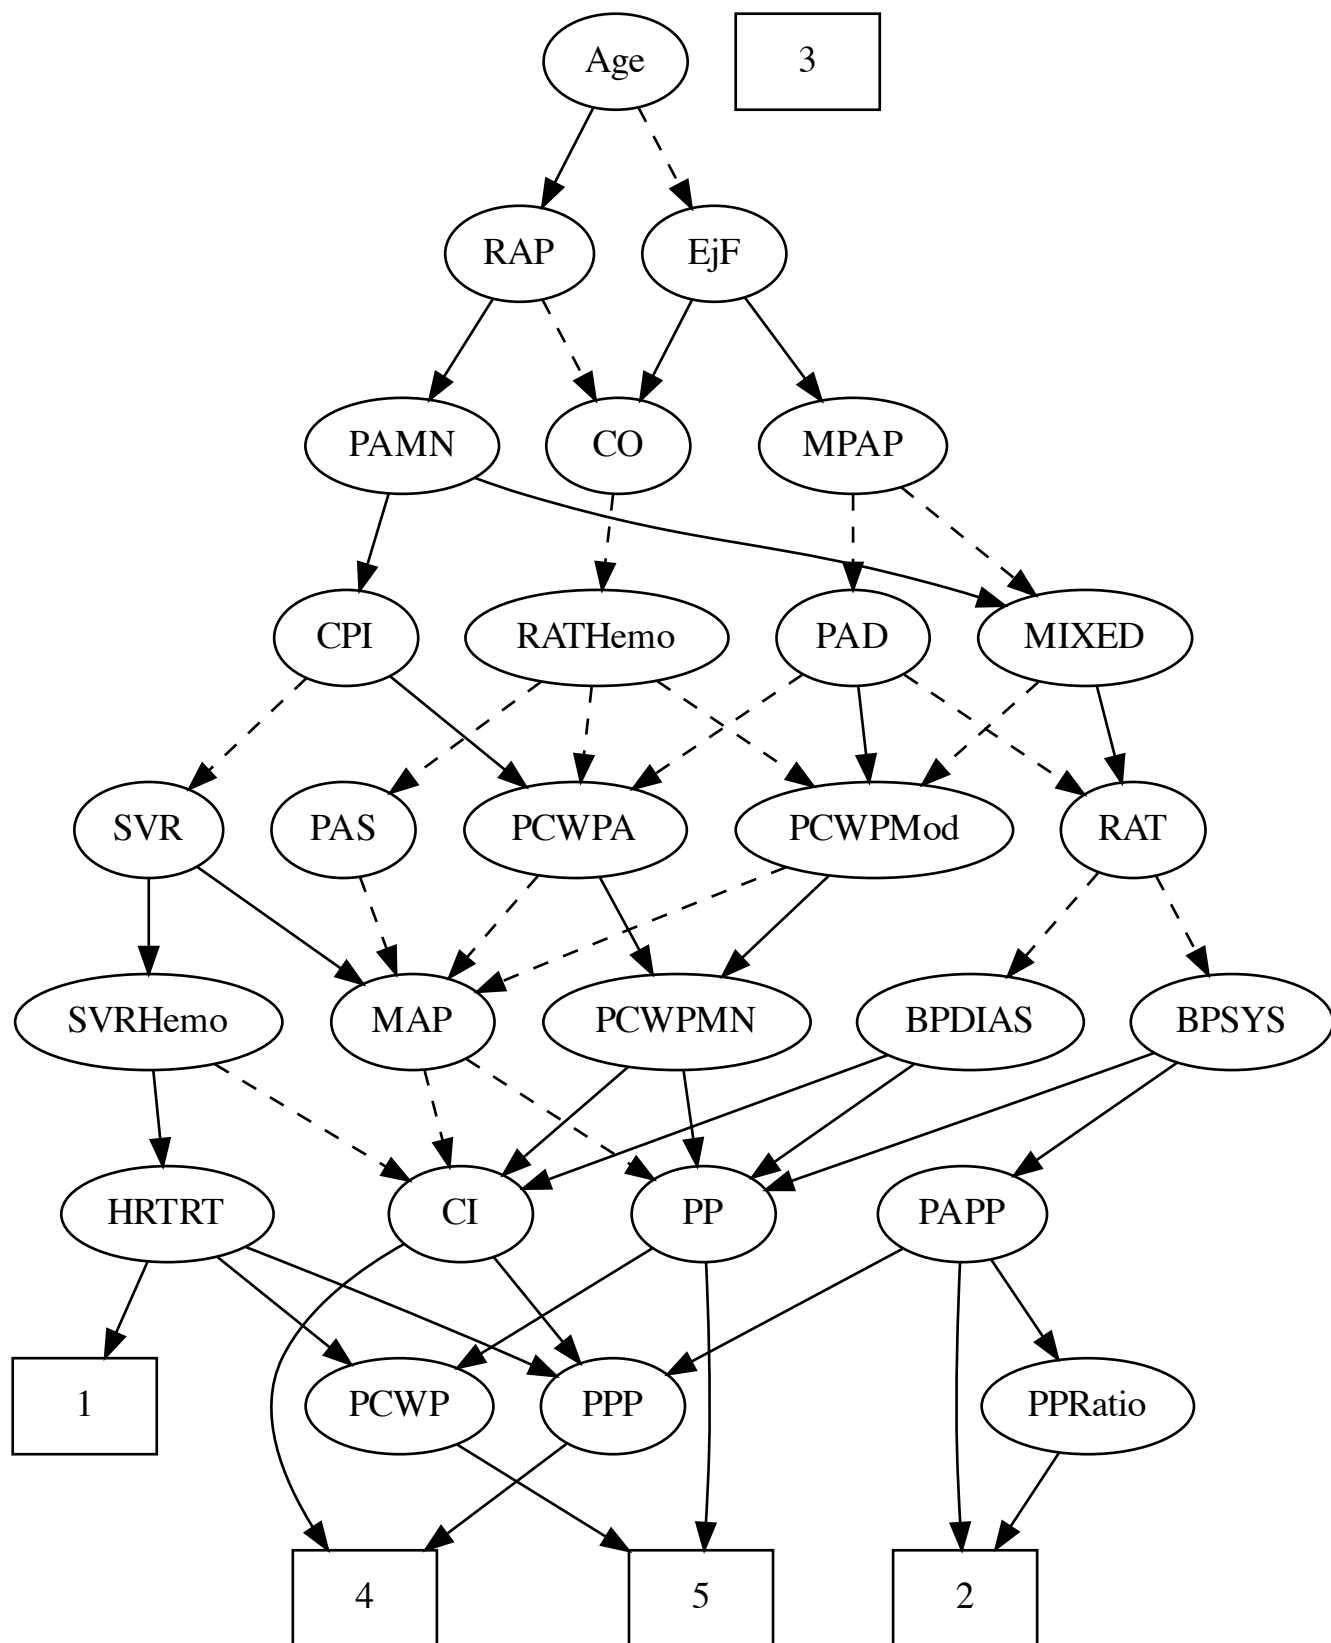 Age
3
RAP
EjF
PAMN
CO
MPAP
CPI
RATHemo
PAD
MIXED
SVR
PAS
PCWPA
PCWPMod
RAT
SVRHemo
MAP
PCWPMN
BPDIAS
BPSYS
HRTRT
CI
PP
PAPP
1
PCWP
PPP
PPRatio
4
5
2